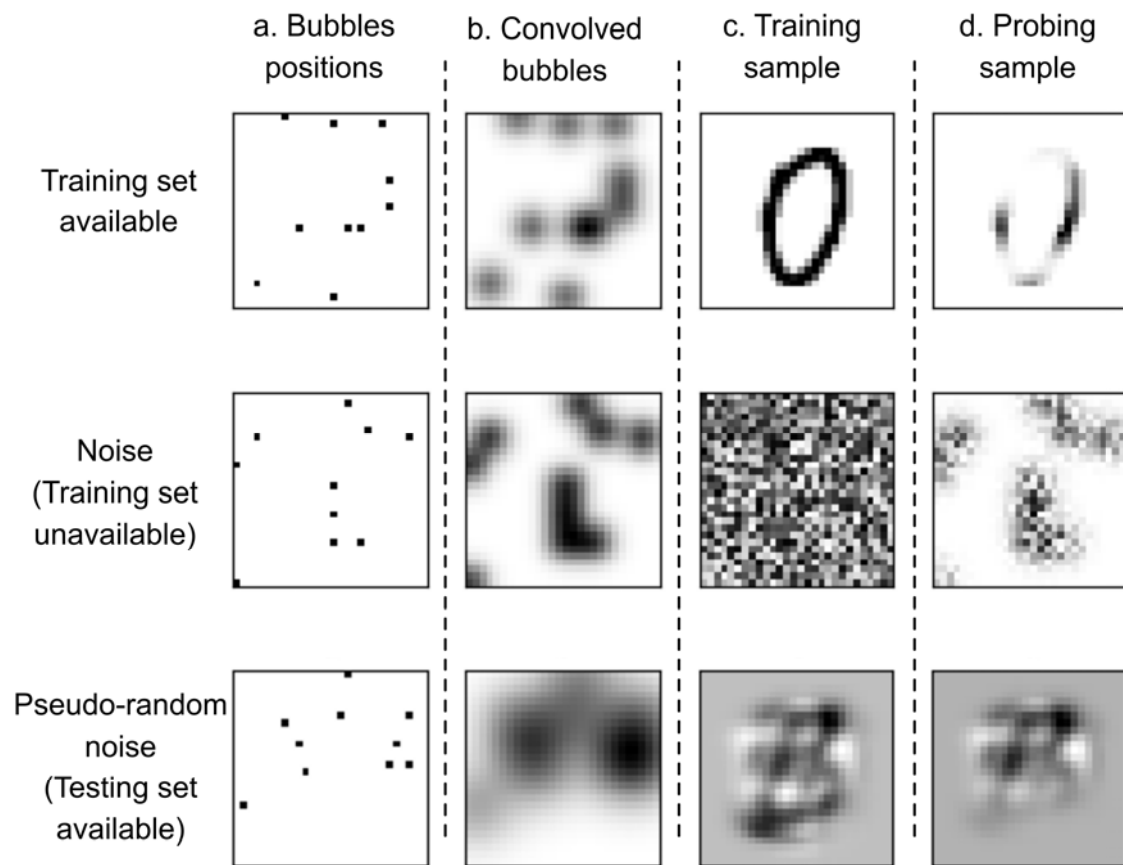 a. Bubbles
positions
b. Convolved
bubbles
c. Training
sample
d. Probing
sample
Training set
available
Noise
(Training set
unavailable)
Pseudo-random
noise
(Testing set
available)